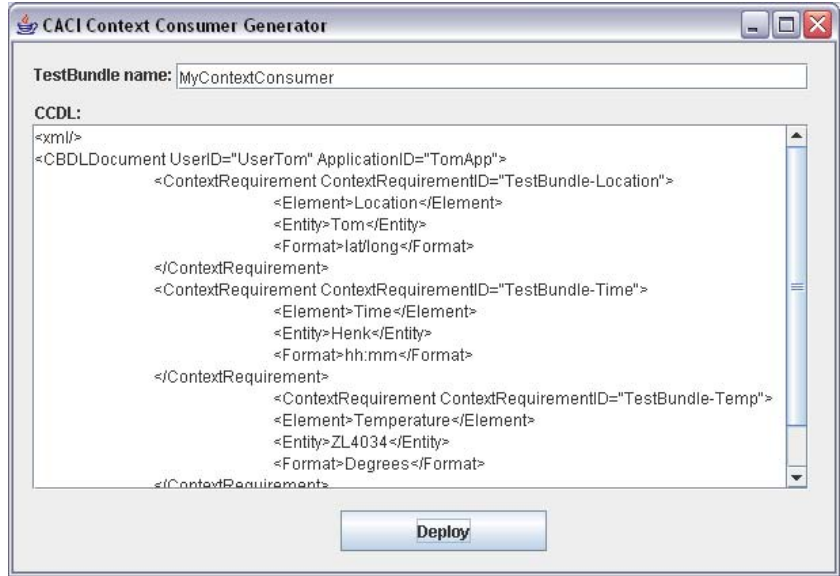 CACI Context Consumer Generator
TestBundle name: MyContextConsumer
CCDL:
<xml/>
<CBDLDocument UserID="UserTom" ApplicationID="TomApp">
<ContextRequirement ContextRequirementID="TestBundle-Location">
<Element>Location</Element>
<Entity>Tom</Entity>
<Format>lat/long</Format>
</ContextRequirement>
<ContextRequirement ContextRequirementID="TestBundle-Time">
<Element>Time</Element>
<Entity>Henk</Entity>
<Format>hh:mm</Format>
</ContextRequirement>
<ContextRequirement ContextRequirementID="TestBundle-Temp">
<Element>Temperature</Element>
<Entity>ZL4034</Entity>
<Format>Degrees</Format>
</ContextRequirement>
Deploy